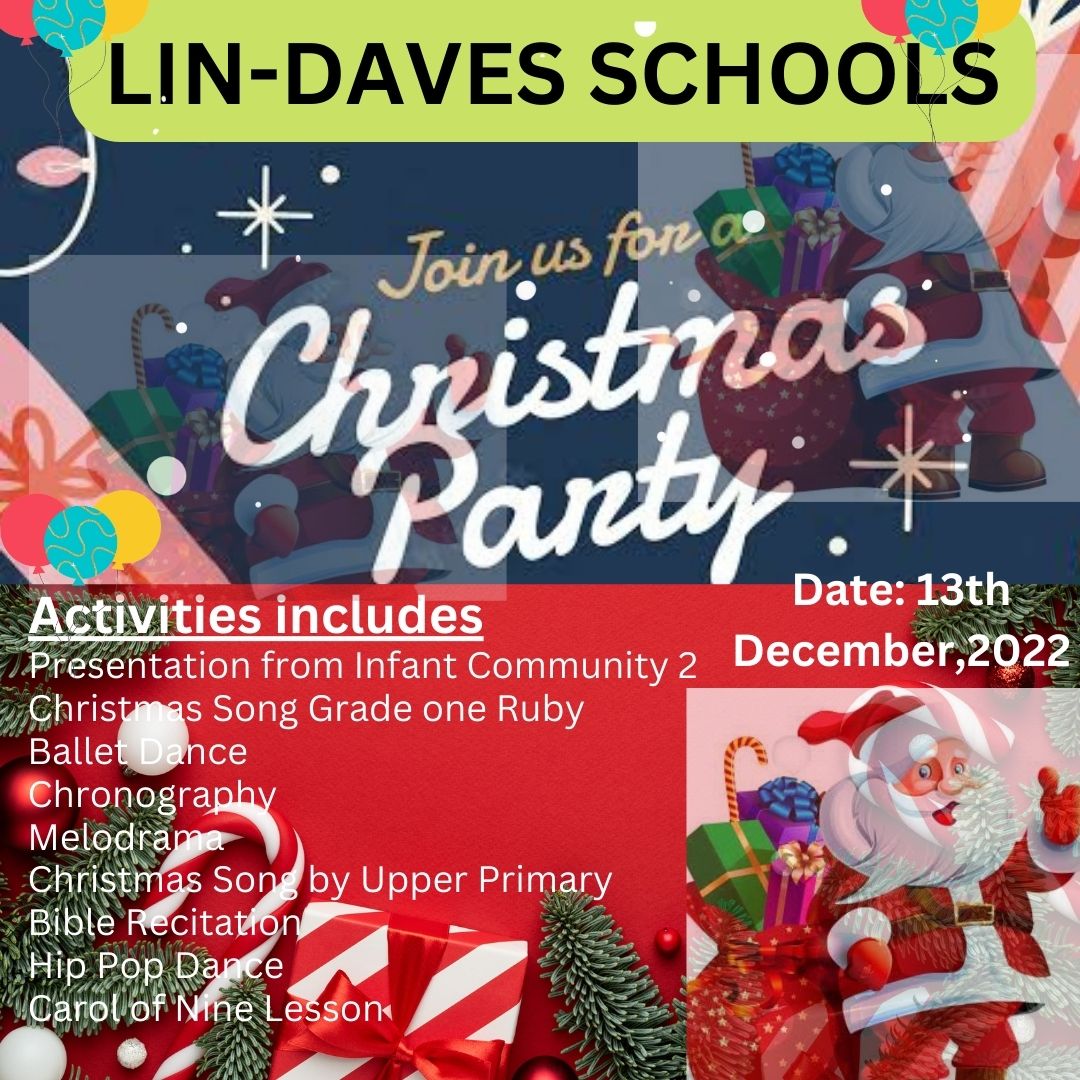 LIN-DAVES SCHOOLS
Join us for a
Christmas
Party
Date: 13th
December,2022
Activities includes
Presentation from Infant Community 2
Christmas Song Grade one Ruby
Ballet Dance
Chronography
Melodrama
Christmas Song by Upper Primary
Bible Recitation
Hip Pop Dance
Carol of Nine Lesson